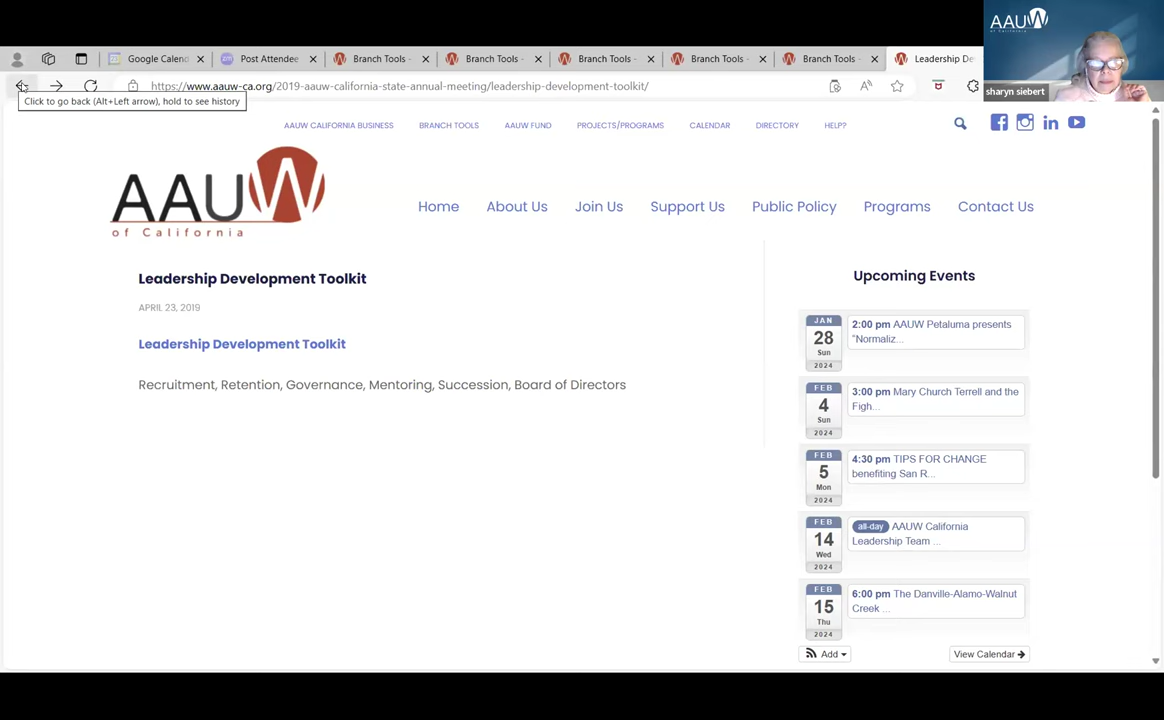 AAUW
of California
sharyn siebert
Google Calend
Post Attendee
Branch Tools -
Branch Tools -
Branch Tools -
Branch Tools -
Branch Tools -
Leadership De
https://www.aauw-ca.org/2019-aauw-california-state-annual-meeting/leadership-development-toolkit/
Click to go back (Alt+Left arrow), hold to see history
AAUW CALIFORNIA BUSINESS
BRANCH TOOLS
AAUW FUND
PROJECTS/PROGRAMS
CALENDAR
DIRECTORY
HELP?
AAUW
of California
Home
About Us
Join Us
Support Us
Public Policy
Programs
Contact Us
Leadership Development Toolkit
APRIL 23, 2019
Leadership Development Toolkit
Recruitment, Retention, Governance, Mentoring, Succession, Board of Directors
Upcoming Events
JAN
28
Sun
2024
2:00 pm AAUW Petaluma presents
"Normaliz...
FEB
4
Sun
2024
3:00 pm Mary Church Terrell and the
Figh...
FEB
5
Mon
2024
4:30 pm TIPS FOR CHANGE
benefiting San R...
FEB
14
Wed
2024
all-day AAUW California
Leadership Team ...
FEB
15
Thu
2024
6:00 pm The Danville-Alamo-Walnut
Creek ...
Add
View Calendar